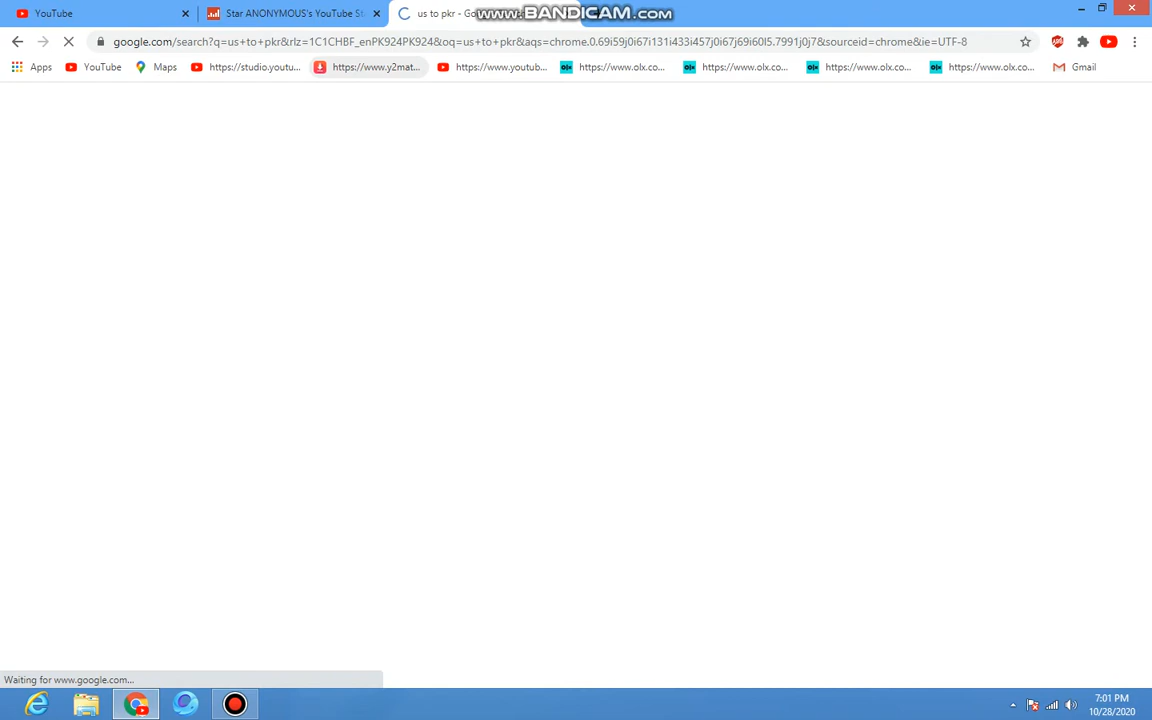 YouTube
Star ANONYMOUS's YouTube St
us to pkr - Go
www.BANDICAM.com
google.com/search?q=us+to+pkr&rlz=1C1CHBF_enPK924PK924&oq=us+to+pkr&aqs=chrome.0.69i59j0i67i131i433i457j0i67j69i60l5.7991j0j7&sourceid=chrome&ie=UTF-8
Apps
YouTube
Maps
https://studio.youtu...
https://www.y2mat...
https://www.youtub...
https://www.olx.co...
https://www.olx.co...
https://www.olx.co...
https://www.olx.co...
Gmail
Waiting for www.google.com...
7:01 PM
10/28/2020